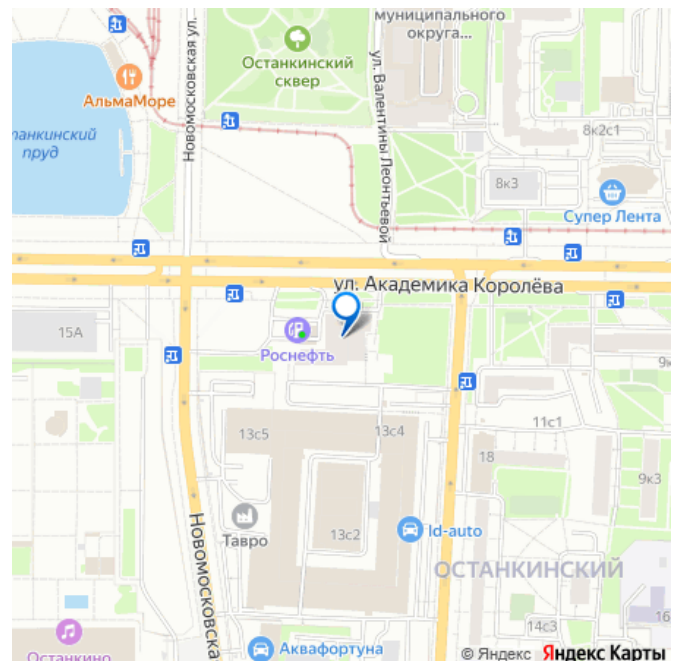 муниципального
округа...
Останкинский
сквер
АльмаМоре
Новомосковская ул.
ул. Валентины Леонтьевой
танкинский
пруд
8к2с1
8к3
Супер Лента
ул. Академика Королёва
15А
Роснефть
9к
11с1
13с5
13с4
18
9к3
13с2
Id-auto
Тавро
Новомосковска
ОСТАНКИНСКИЙ
16
14с3
Останкино
Аквафортуна
© Яндекс Яндекс Карты